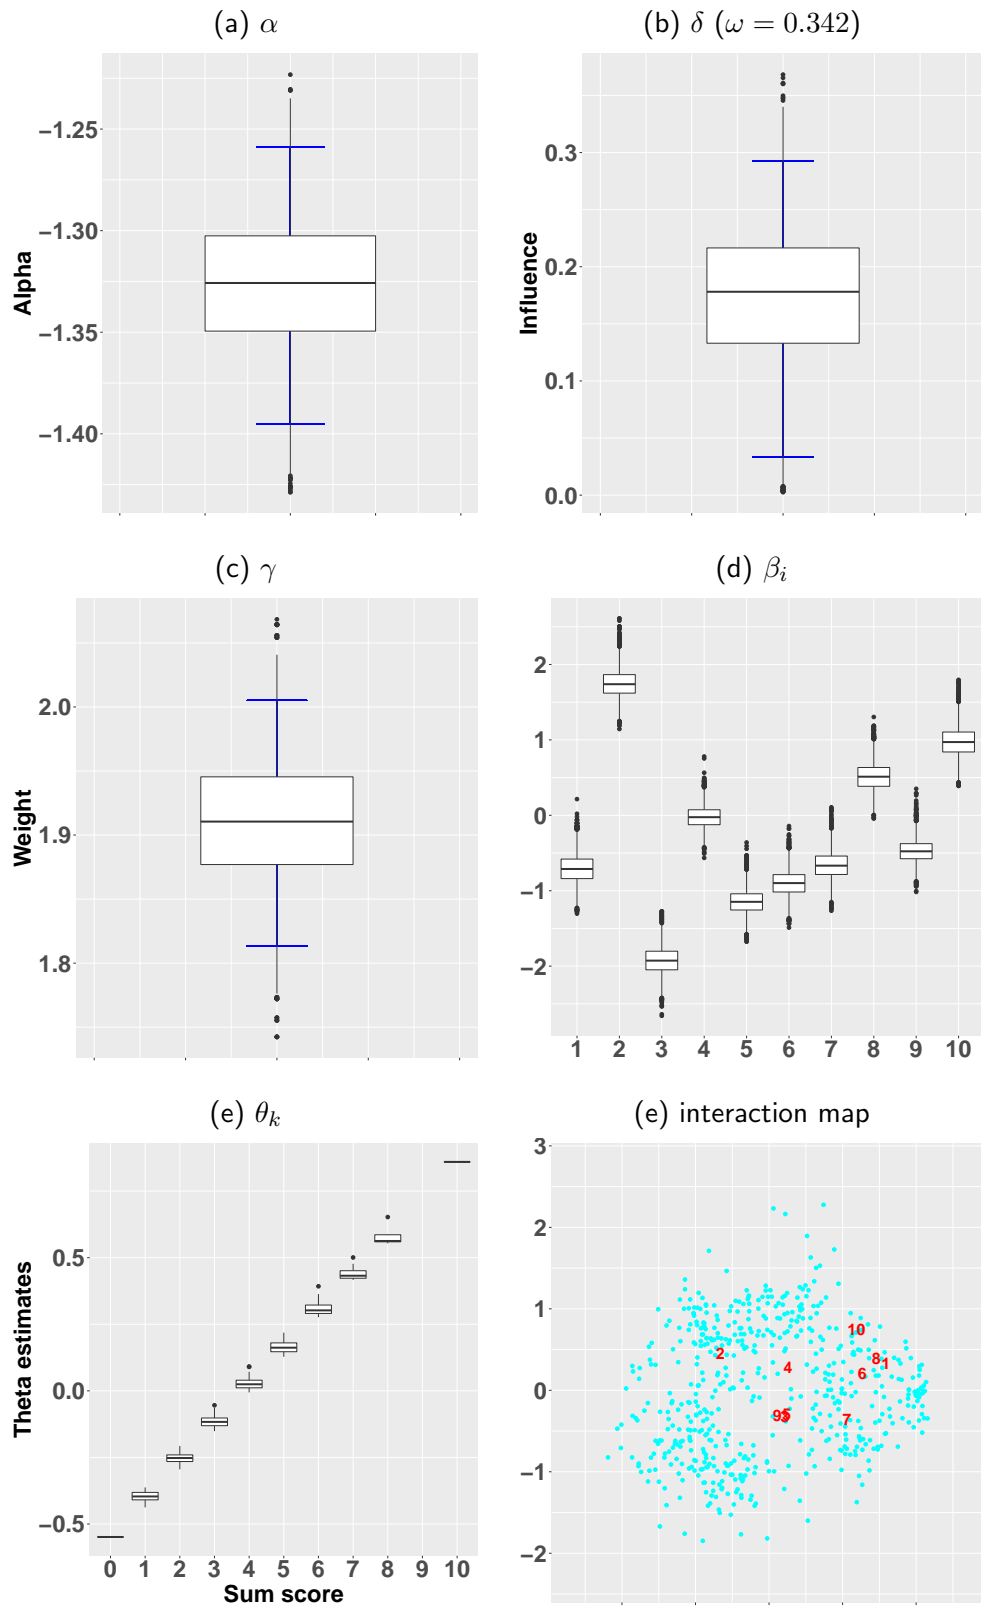 (a) α
(b) δ (ω = 0.342)
−1.25
−1.30
−1.35
−1.40
Alpha
0.3
0.2
0.1
0.0
Influence
(c) γ
(d) βi
2.0
1.9
1.8
Weight
2
1
0
−1
−2
1 2 3 4 5 6 7 8 9 10
(e) θk
(e) interaction map
0.5
0.0
−0.5
Theta estimates
0 1 2 3 4 5 6 7 8 9 10
Sum score
3
2
1
0
−1
−2
10
2
8
1
4
6
9
5
7